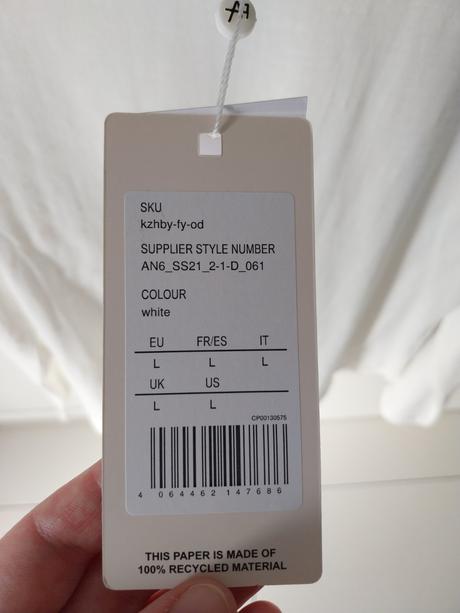 SKU
kzhby-fy-od
SUPPLIER STYLE NUMBER
AN6_SS21_2-1-D_061
COLOUR
white
EU FR/ES IT
L L L
UK US
L L
CP00130575
4 064462 147686
THIS PAPER IS MADE OF
100% RECYCLED MATERIAL